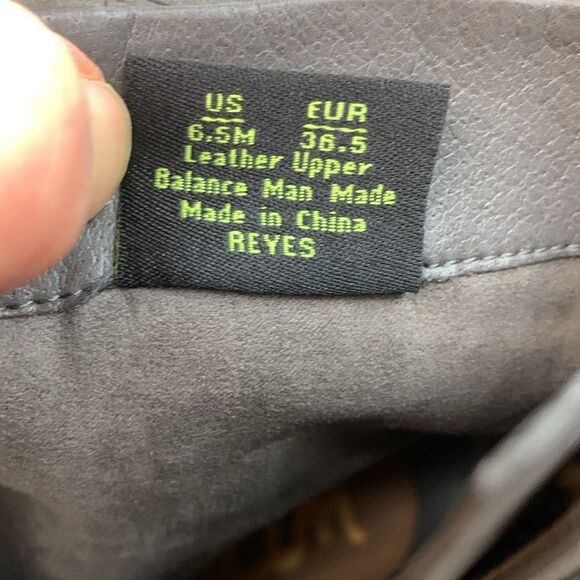 US EUR
6.5M 36.5
Leather Upper
Balance Man Made
Made in China
REYES